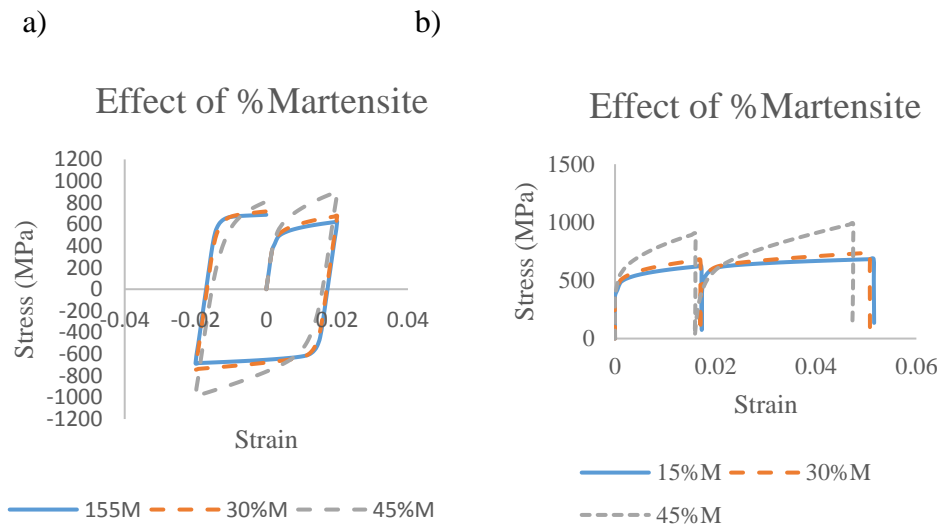 a)
b)
Effect of %Martensite
1200
1000
800
600
400
200
0
-200
-400
-600
-800
-1000
-1200
-0.04
-0.02
0
0.02
0.04
Stress (MPa)
Strain
155M
30%M
45%M
Effect of %Martensite
1500
1000
500
0
0
0.02
0.04
0.06
Stress (MPa)
Strain
15%M
30%M
45%M